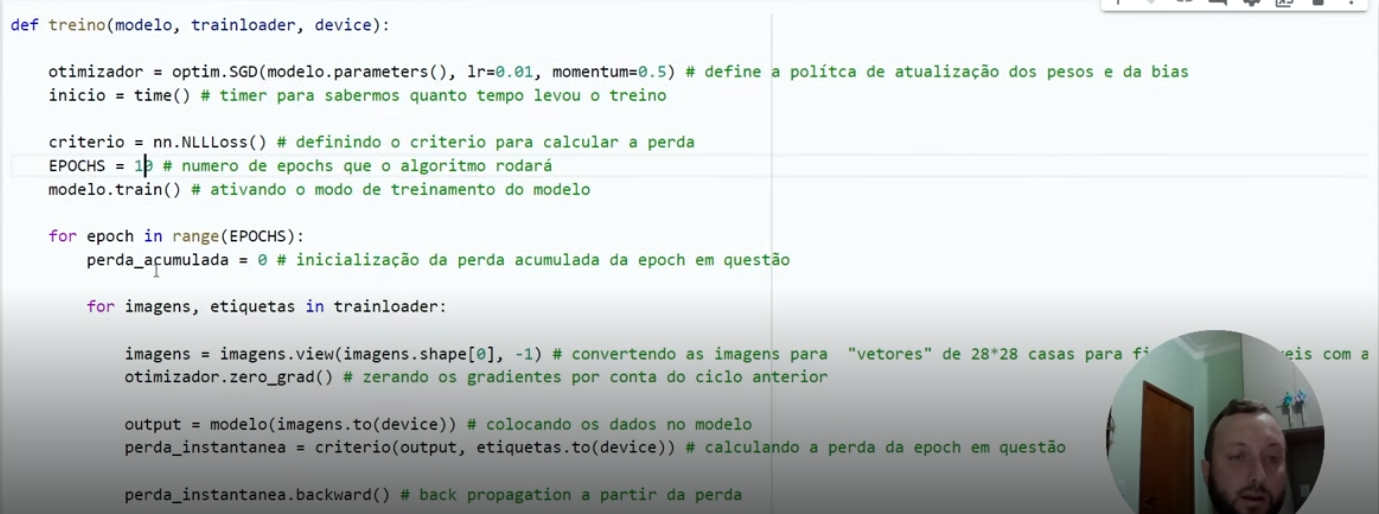 def treino(modelo, trainloader, device):
otimizador = optim.SGD(modelo.parameters(), lr=0.01, momentum=0.5) # define a polítca de atualização dos pesos e da bias
inicio = time() # timer para sabermos quanto tempo levou o treino
criterio = nn.NLLLoss() # definindo o criterio para calcular a perda
EPOCHS = 10 # numero de epochs que o algoritmo rodará
modelo.train() # ativando o modo de treinamento do modelo
for epoch in range(EPOCHS):
perda_acumulada = 0 # inicialização da perda acumulada da epoch em questão
for imagens, etiquetas in trainloader:
imagens = imagens.view(imagens.shape[0], -1) # convertendo as imagens para "vetores" de 28*28 casas para com a
otimizador.zero_grad() # zerando os gradientes por conta do ciclo anterior
output = modelo(imagens.to(device)) # colocando os dados no modelo
perda_instantanea = criterio(output, etiquetas.to(device)) # calculando a perda da epoch em questão
perda_instantanea.backward() # back propagation a partir da perda